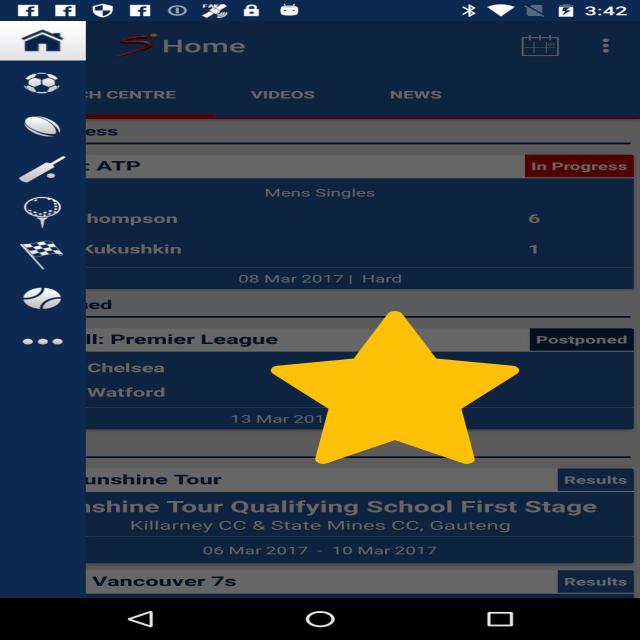 3:42
Home
CH CENTRE VIDEOS NEWS
ess
: ATP In Progress
Mens Singles
hompson 6
Kukushkin 1
08 Mar 2017 | Hard
ned
ll: Premier League Postponed
Chelsea
Watford
13 Mar 201
unshine Tour Results
nshine Tour Qualifying School First Stage
Killarney CC & State Mines CC, Gauteng
06 Mar 2017 - 10 Mar 2017
Vancouver 7s Results